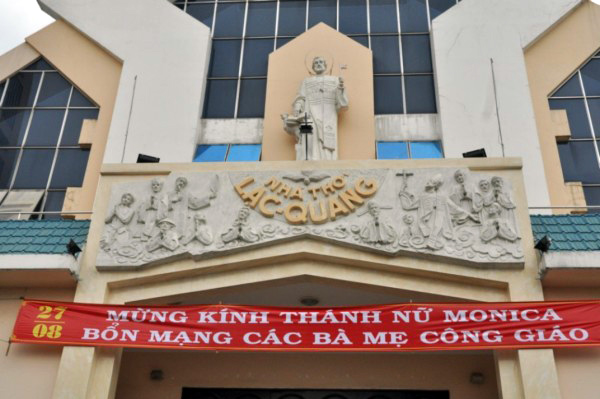 NHÀ THỜ
LẠC-QUANG
27 MỪNG KÍNH THÁNH NỮ MONICA
08 BỔN MẠNG CÁC BÀ MẸ CÔNG GIÁO